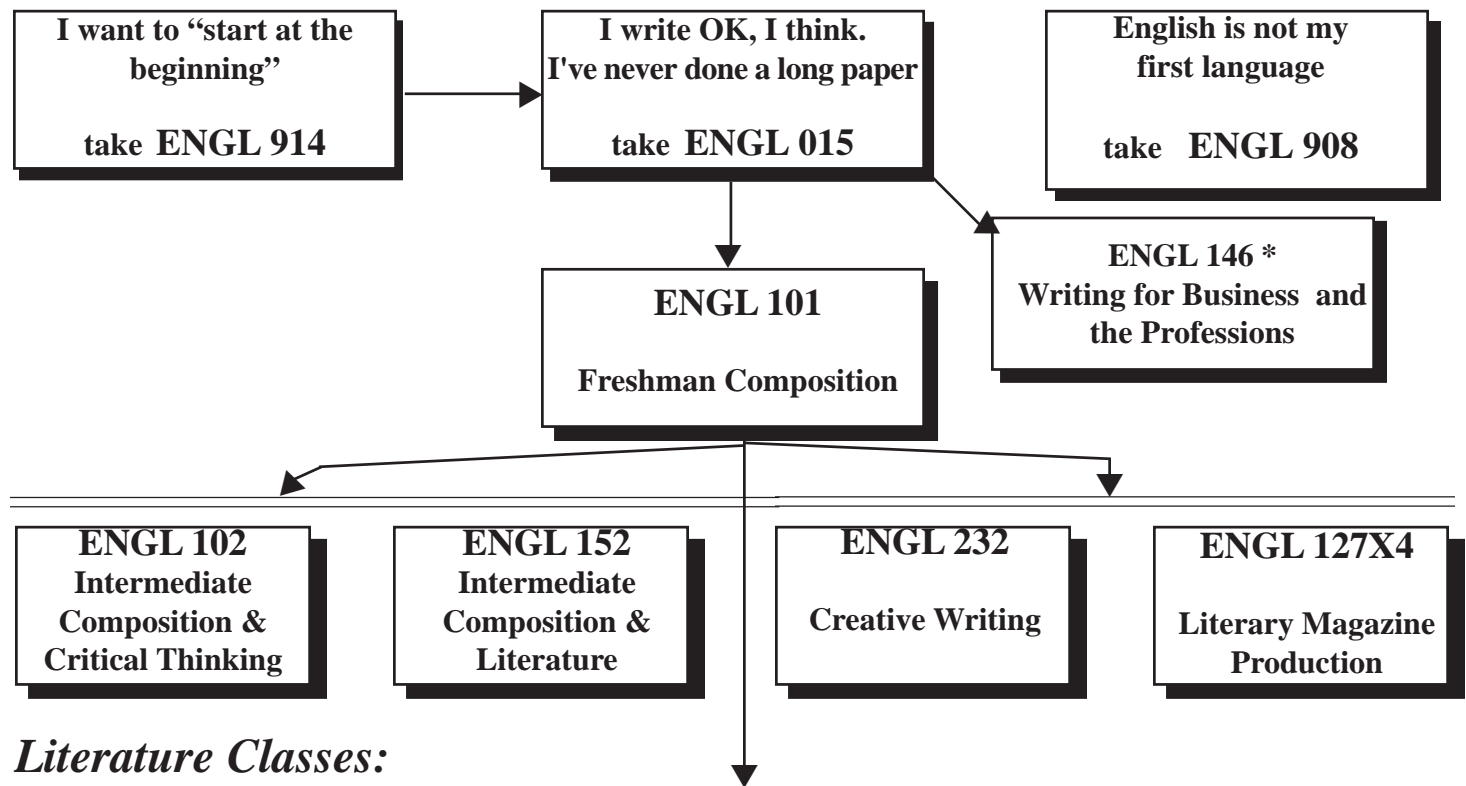 I want to “start at the
beginning”
take ENGL 914
I write OK, I think.
I've never done a long paper
take ENGL 015
English is not my
first language
take ENGL 908
ENGL 146 *
Writing for Business and
the Professions
ENGL 101
Freshman Composition
ENGL 102
Intermediate
Composition &
Critical Thinking
ENGL 152
Intermediate
Composition &
Literature
ENGL 232
Creative Writing
ENGL 127X4
Literary Magazine
Production
Literature Classes: